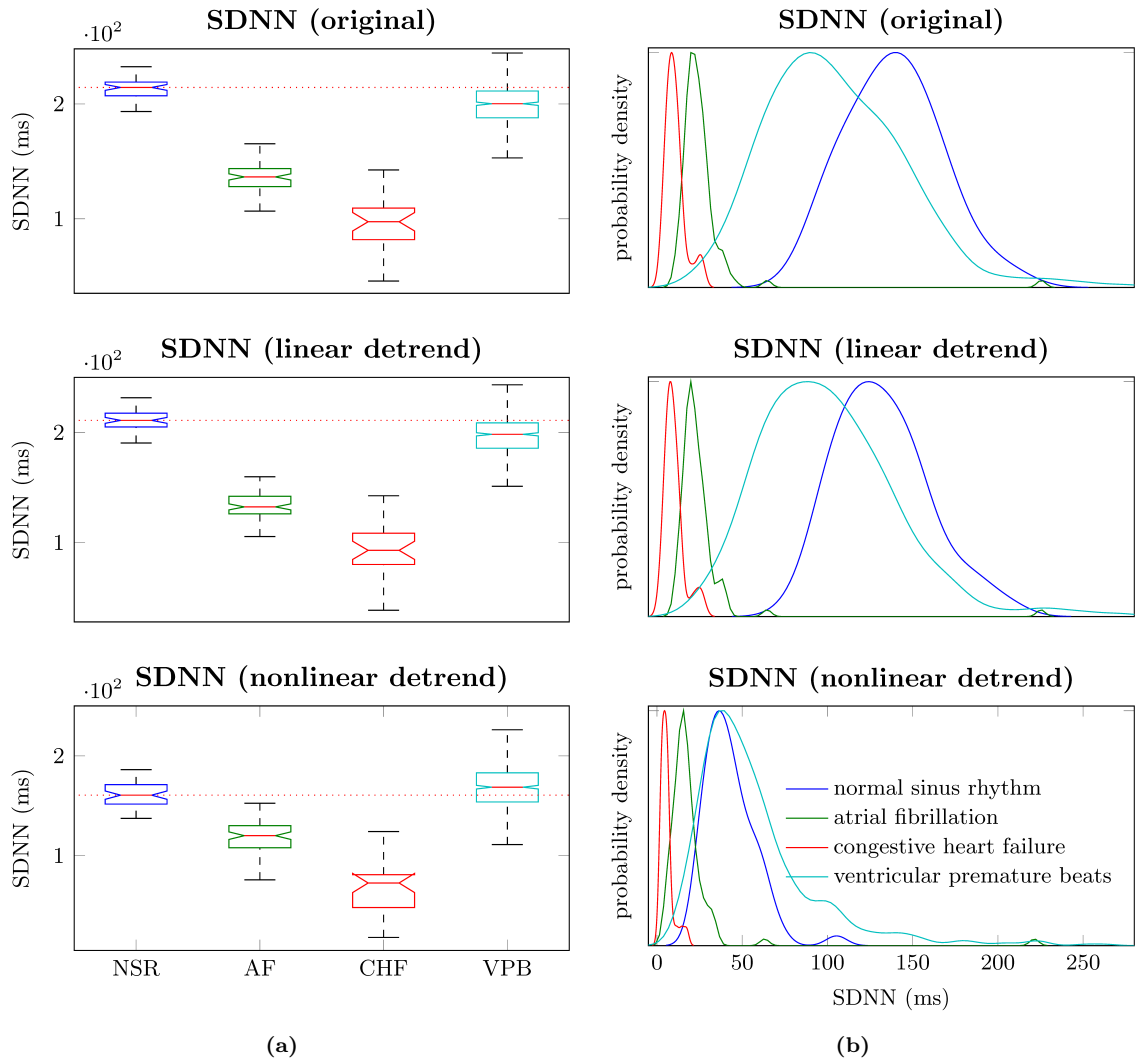 SDNN (original)
·10²
SDNN (ms)
2
1
SDNN (linear detrend)
·10²
SDNN (ms)
2
1
SDNN (nonlinear detrend)
·10²
SDNN (ms)
2
1
NSR AF CHF VPB
(a)
SDNN (original)
probability density
SDNN (linear detrend)
probability density
SDNN (nonlinear detrend)
probability density
normal sinus rhythm
atrial fibrillation
congestive heart failure
ventricular premature beats
0 50 100 150 200 250
SDNN (ms)
(b)